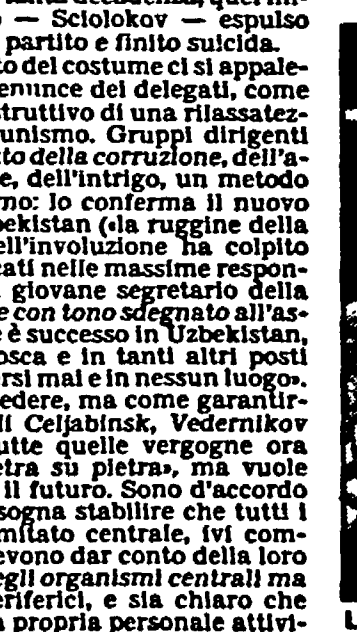 o — Sciolokov — espulso
partito e finito suicida.
to del costume ci si appale-
enunce dei delegati, come
struttivo di una rilassatez-
unismo. Gruppi dirigenti
tto della corruzione, dell'a-
e, dell'intrigo, un metodo
rno: lo conferma il nuovo
bekistan («la ruggine della
ell'involuzione ha colpito
cati nelle massime respon-
giovane segretario della
e con tono sdegnato all'as-
e è successo in Uzbekistan,
osca e in tanti altri posti
ersi mai e in nessun luogo».
edere, ma come garantir-
di Celjabinsk, Vedernikov
utte quelle vergogne ora
etra su pietra», ma vuole
il futuro. Sono d'accordo
sogna stabilire che tutti i
mitato centrale, ivi com-
evono dar conto della loro
egli organismi centrali ma
eriferici, e sia chiaro che
a propria personale attivi-